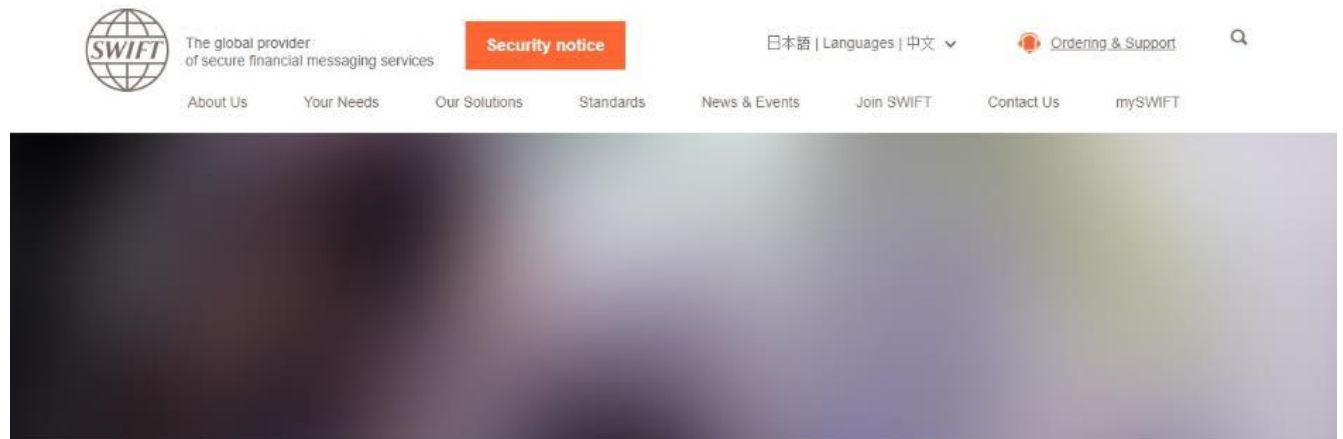 SWIFT
The global provider
of secure financial messaging services
Security notice
日本語 | Languages | 中文
Ordering & Support
About Us Your Needs Our Solutions Standards News & Events Join SWIFT Contact Us mySWIFT